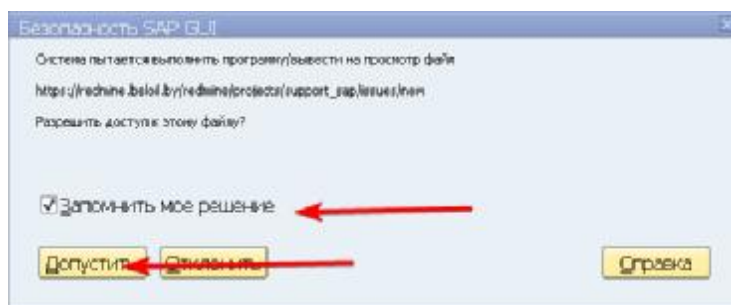 Безопасность SAP GUI
Система пытается выполнить программу/вывести на просмотр файл
https://redmine.beloil.by/redmine/projects/support_sap/issues/new
Разрешить доступ к этому файлу?
Запомнить мое решение
Допустить Отклонить Справка